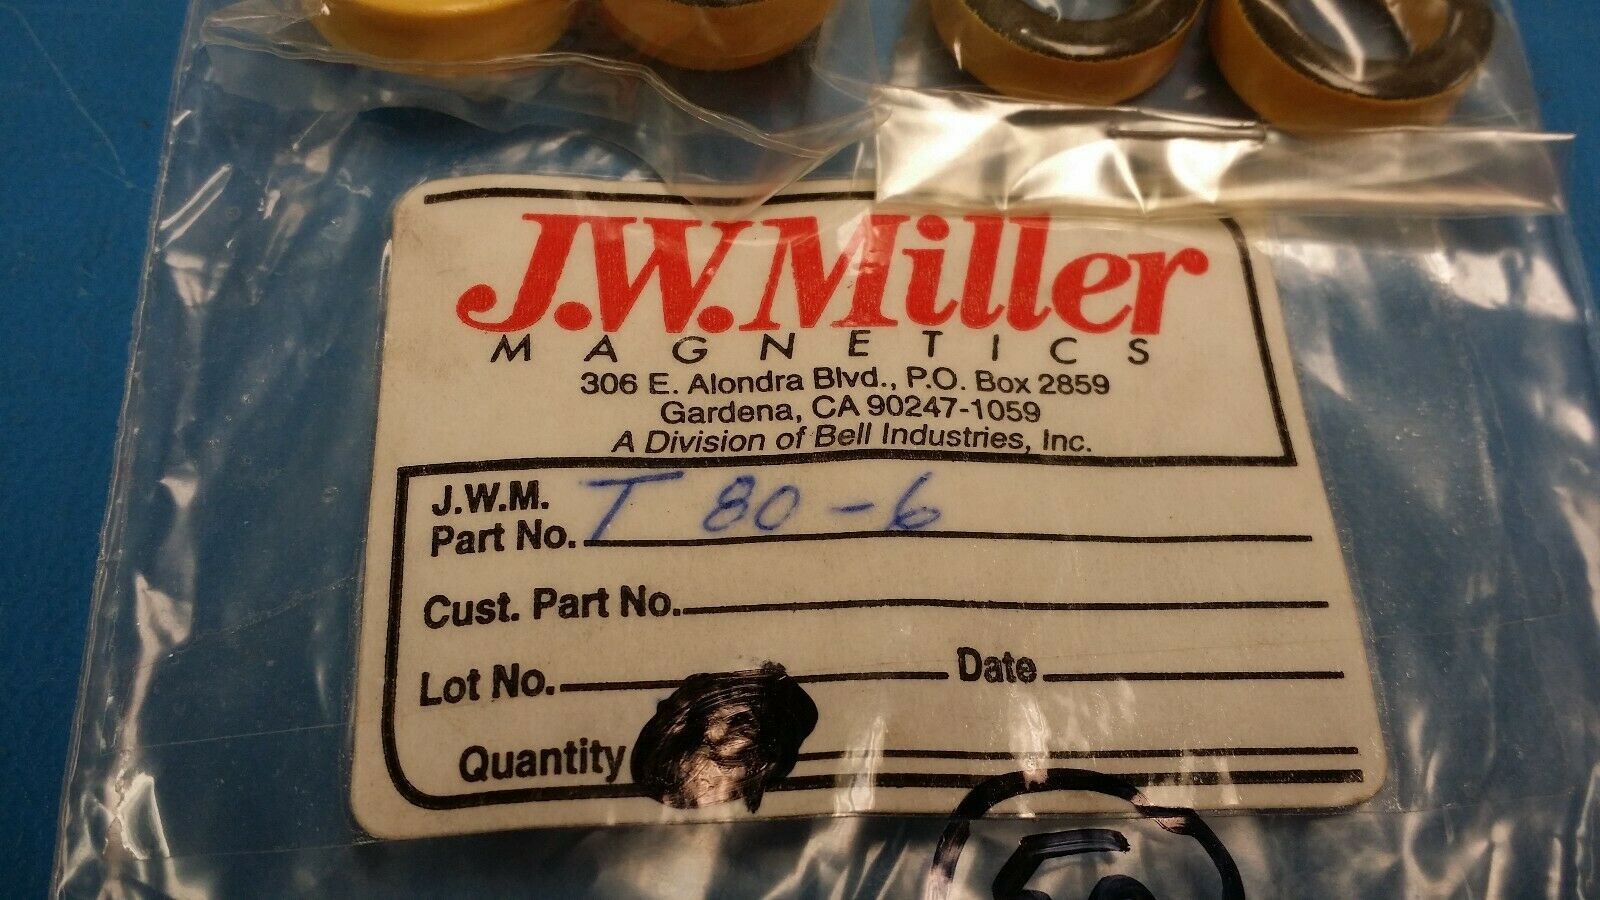 J.W. Miller
MAGNETICS
306 E. Alondra Blvd., P.O. Box 2859
Gardena, CA 90247-1059
A Division of Bell Industries, Inc.
J.W.M.
Part No. T 80-6
Cust. Part No.
Lot No. Date
Quantity